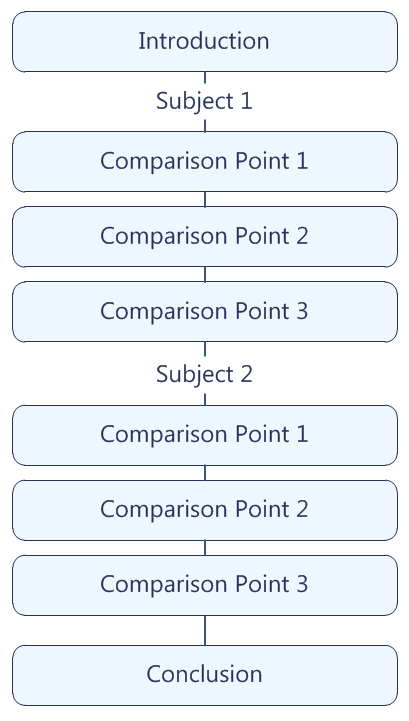 Introduction
Subject 1
Comparison Point 1
Comparison Point 2
Comparison Point 3
Subject 2
Comparison Point 1
Comparison Point 2
Comparison Point 3
Conclusion